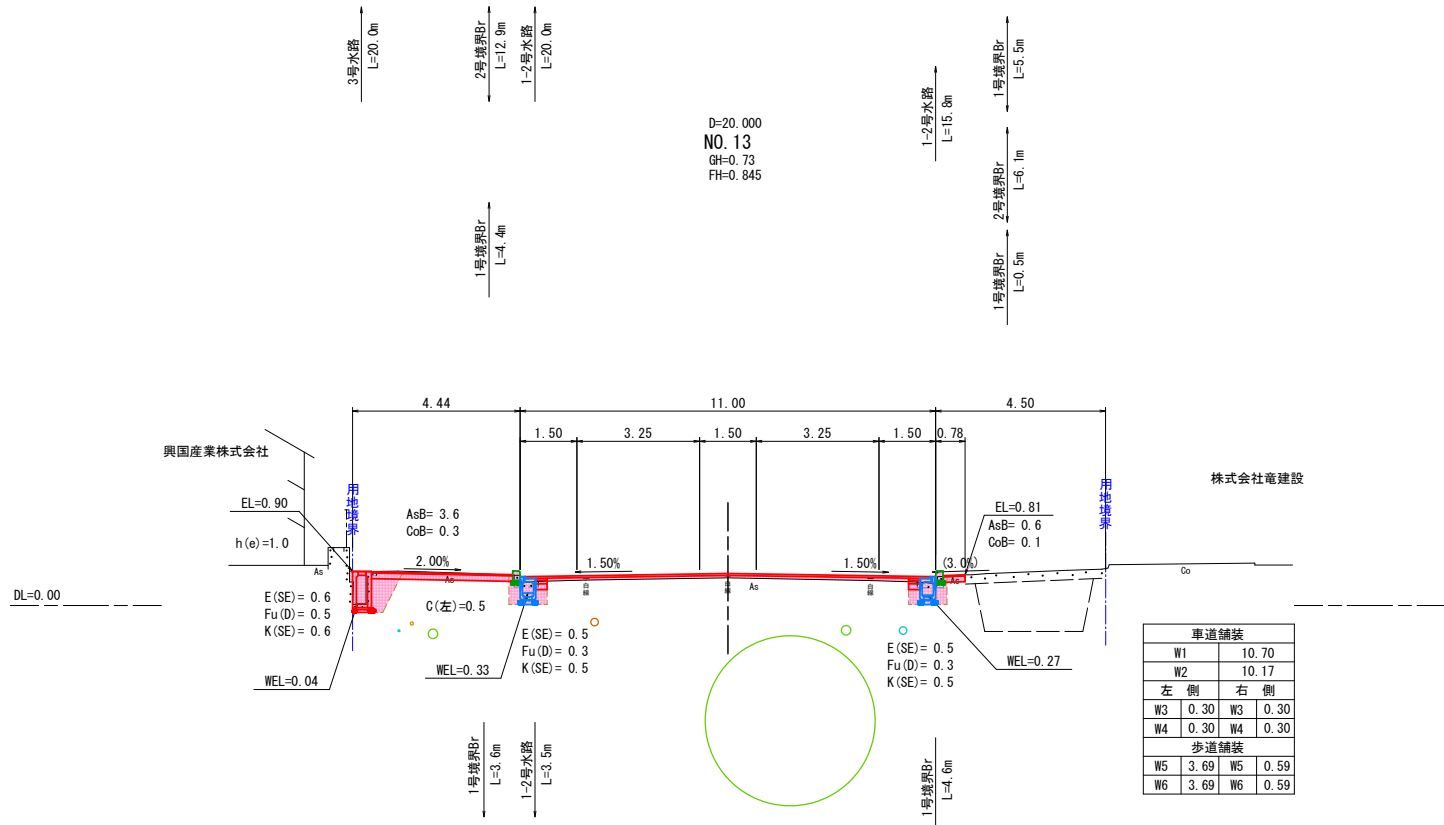 3号水路
L=20.0m
2号境界Br
L=12.9m
1-2号水路
L=20.0m
1号境界Br
L=4.4m
D=20.000
NO.13
GH=0.73
FH=0.845
1-2号水路
L=15.8m
1号境界Br
L=5.5m
2号境界Br
L=6.1m
1号境界Br
L=0.5m
4.44
11.00
4.50
1.50
3.25
1.50
3.25
1.50
0.78
興国産業株式会社
株式会社竜建設
用地境界
用地境界
EL=0.90
AsB= 3.6
CoB= 0.3
h(e)=1.0
EL=0.81
AsB= 0.6
CoB= 0.1
2.00%
1.50%
1.50%
(3.0%)
As
As
As
As
Co
白線
白線
白線
DL=0.00
E(SE)= 0.6
Fu(D)= 0.5
K(SE)= 0.6
C(左)=0.5
E(SE)= 0.5
Fu(D)= 0.3
K(SE)= 0.5
E(SE)= 0.5
Fu(D)= 0.3
K(SE)= 0.5
WEL=0.04
WEL=0.33
WEL=0.27
1号境界Br
L=3.6m
1-2号水路
L=3.5m
1号境界Br
L=4.6m
車道舗装
W1 10.70
W2 10.17
左 側 右 側
W3 0.30 W3 0.30
W4 0.30 W4 0.30
歩道舗装
W5 3.69 W5 0.59
W6 3.69 W6 0.59